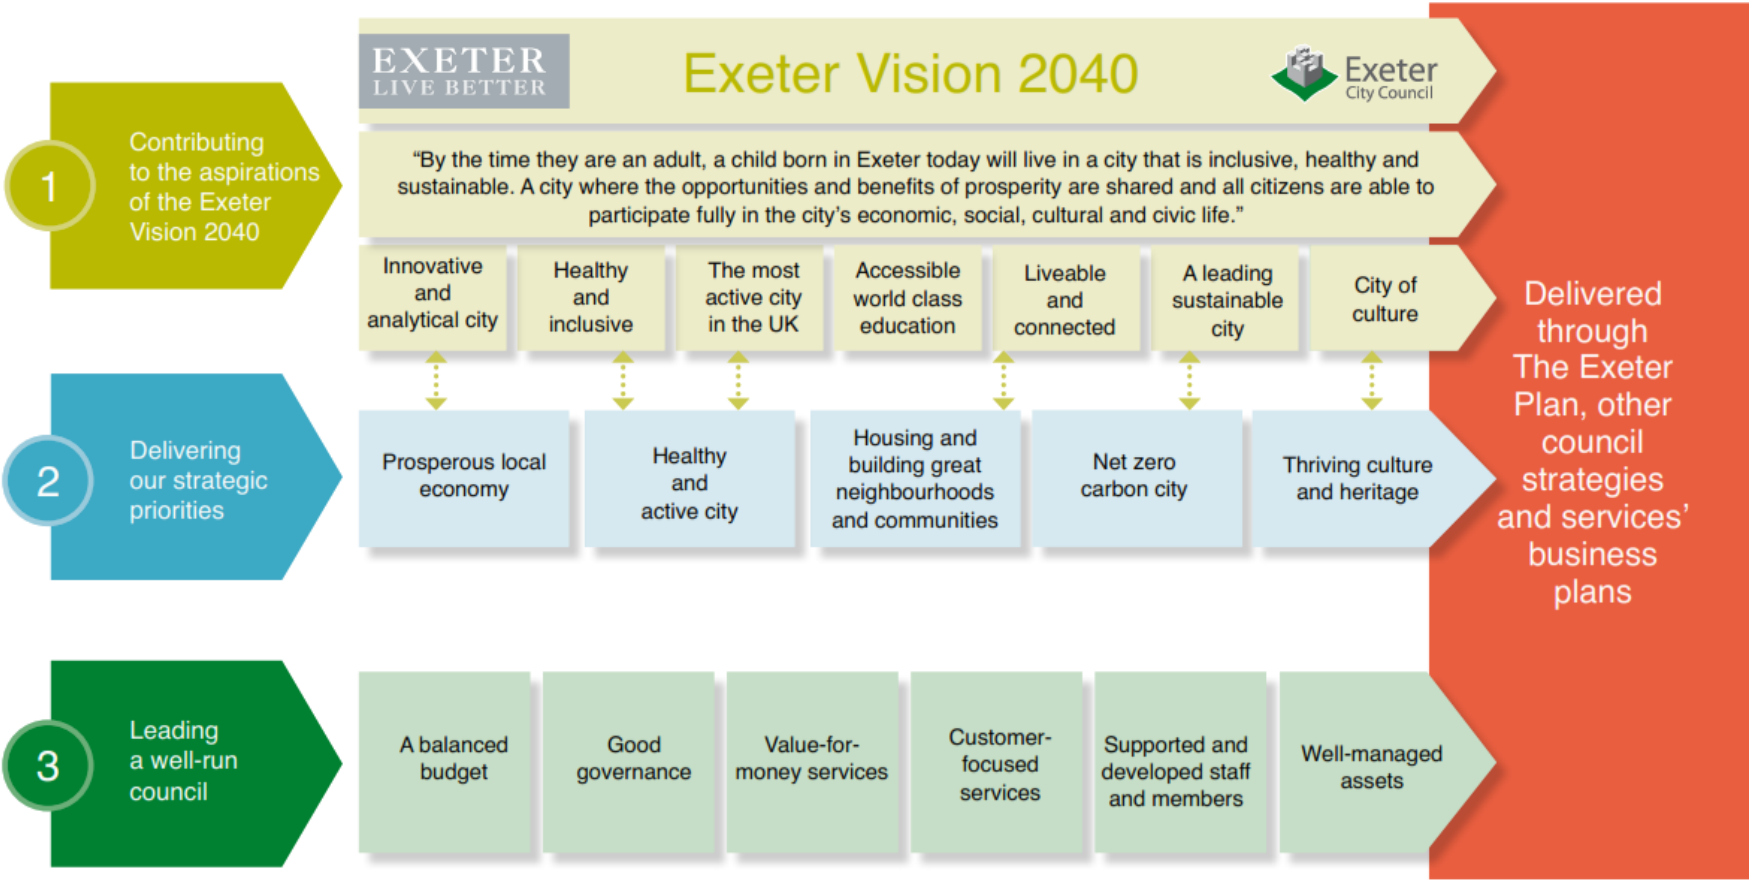 EXETER
LIVE BETTER
Exeter Vision 2040
Exeter
City Council
1
Contributing
to the aspirations
of the Exeter
Vision 2040
“By the time they are an adult, a child born in Exeter today will live in a city that is inclusive, healthy and
sustainable. A city where the opportunities and benefits of prosperity are shared and all citizens are able to
participate fully in the city’s economic, social, cultural and civic life.”
Innovative
and
analytical city
Healthy
and
inclusive
The most
active city
in the UK
Accessible
world class
education
Liveable
and
connected
A leading
sustainable
city
City of
culture
2
Delivering
our strategic
priorities
Prosperous local
economy
Healthy
and
active city
Housing and
building great
neighbourhoods
and communities
Net zero
carbon city
Thriving culture
and heritage
3
Leading
a well-run
council
A balanced
budget
Good
governance
Value-for-
money services
Customer-
focused
services
Supported and
developed staff
and members
Well-managed
assets
Delivered
through
The Exeter
Plan, other
council
strategies
and services’
business
plans